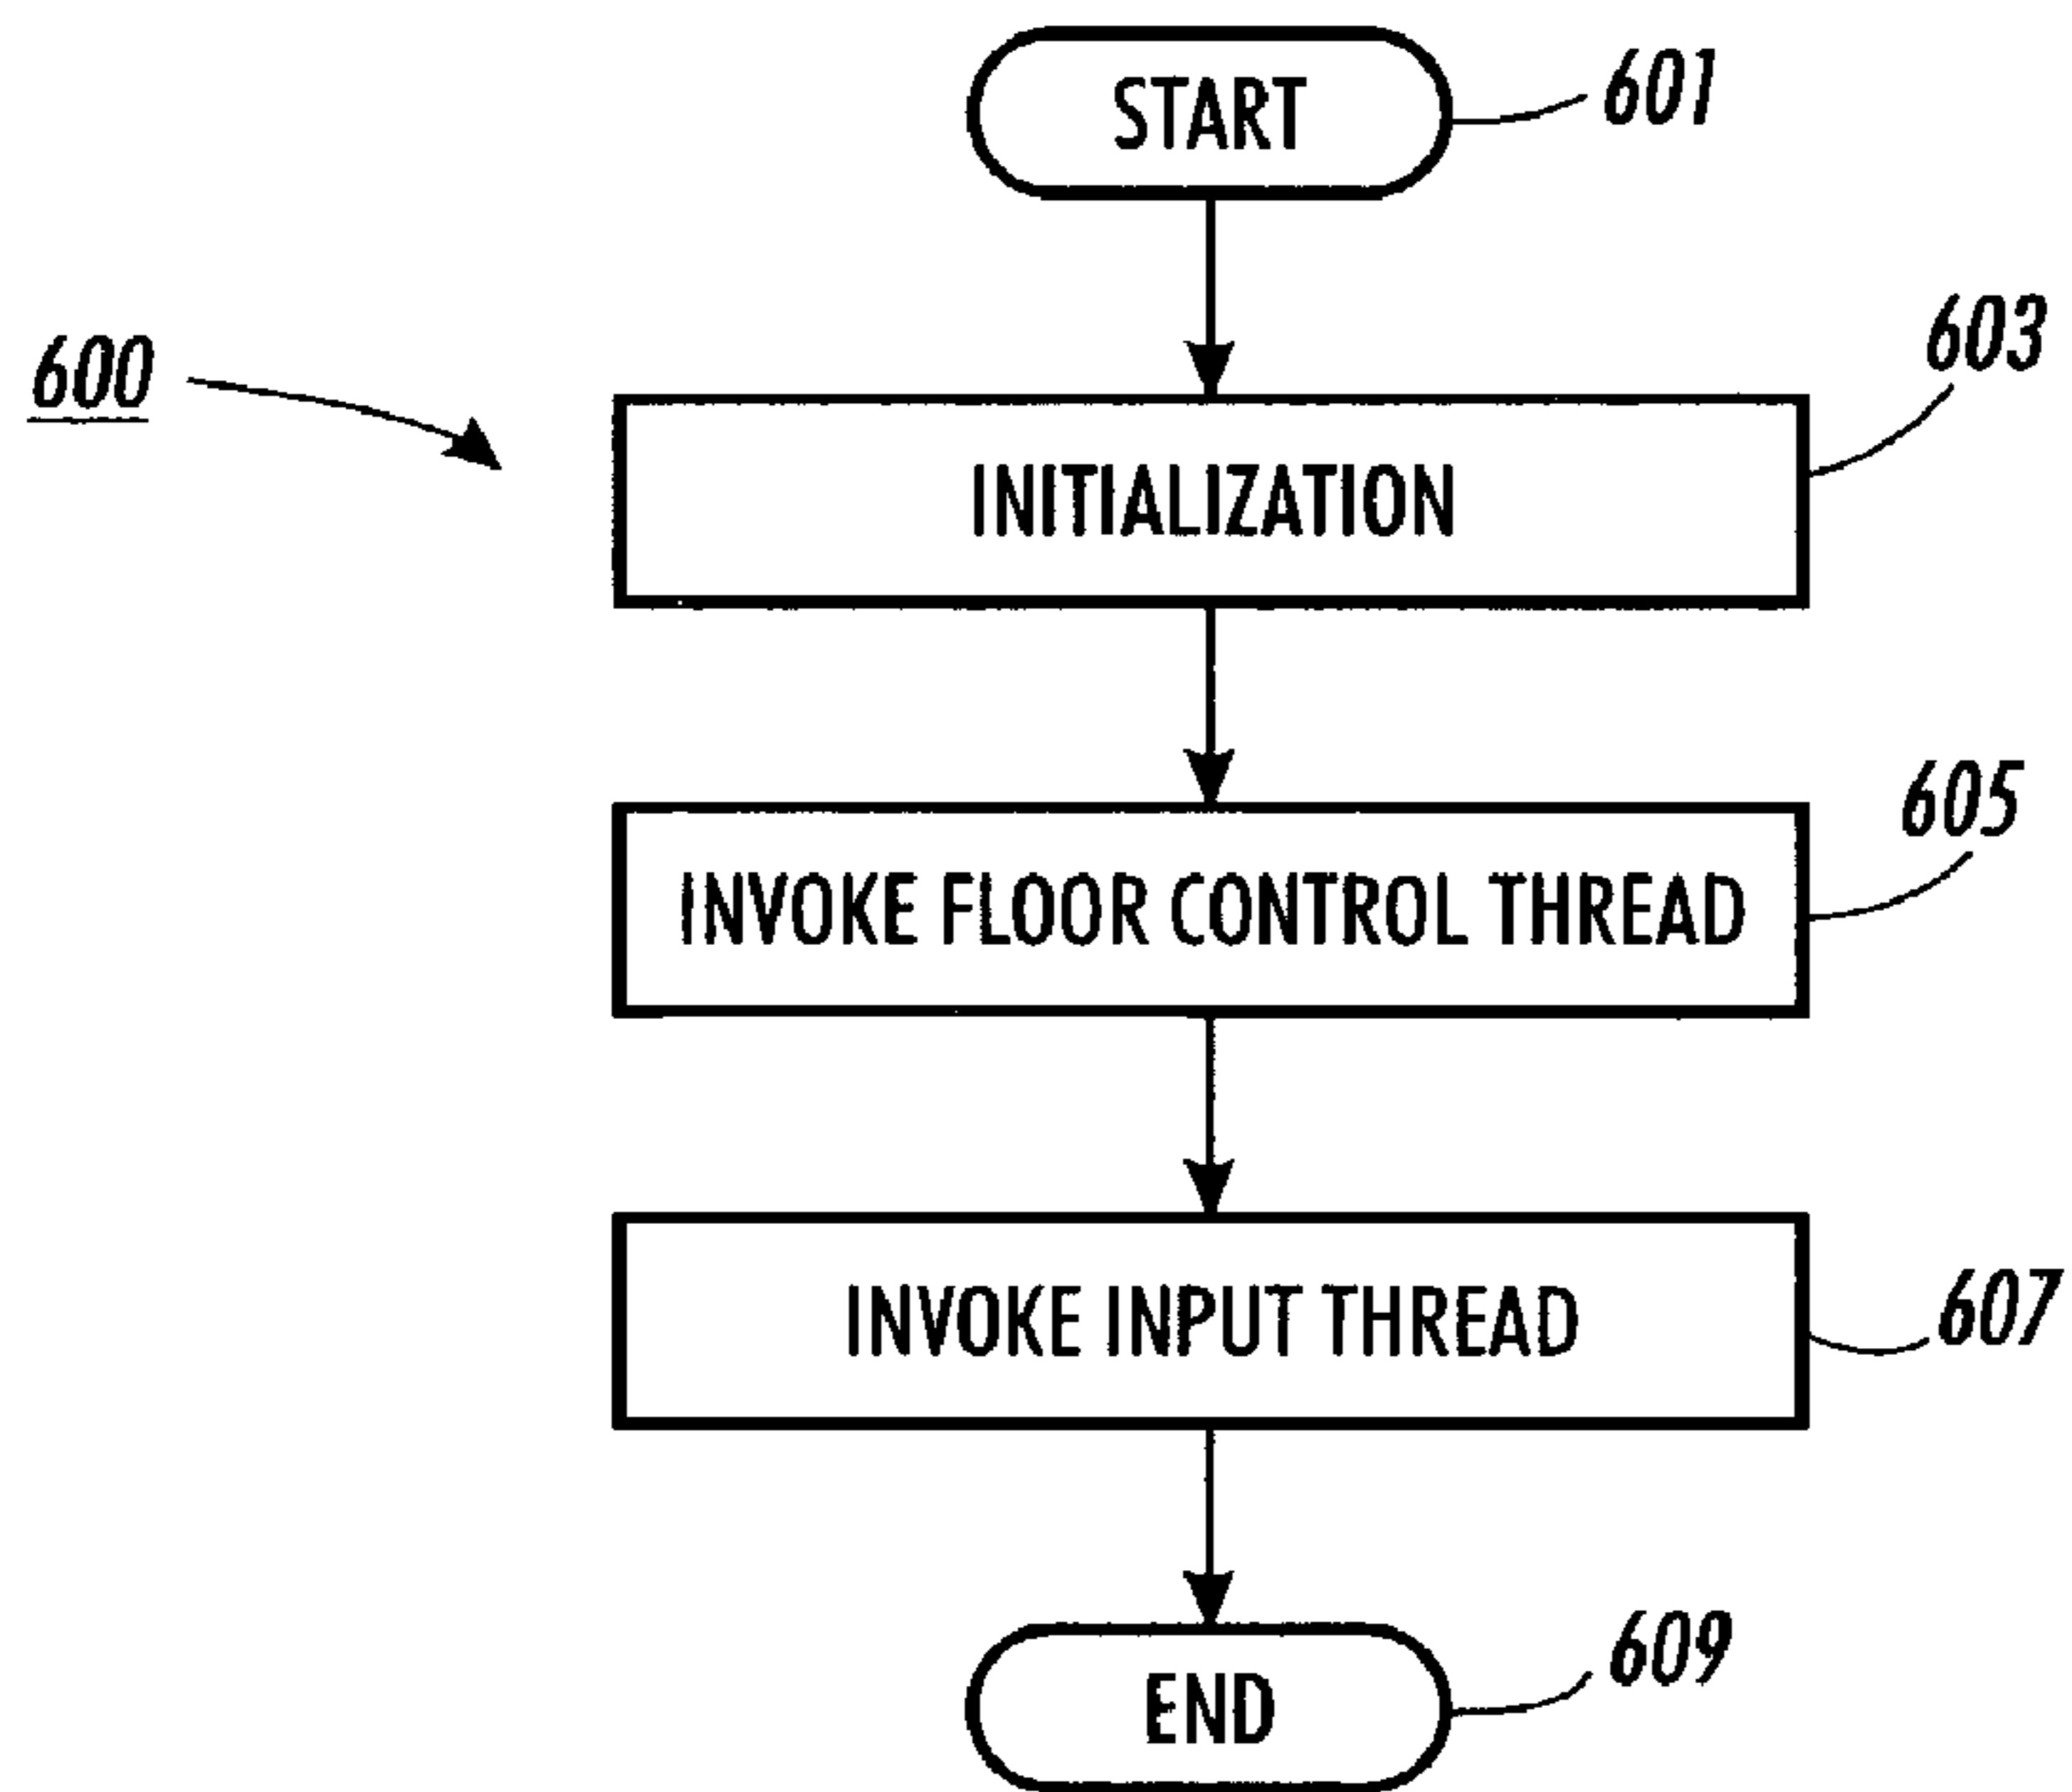 START
601
600
603
INITIALIZATION
605
INVOKE FLOOR CONTROL THREAD
607
INVOKE INPUT THREAD
609
END